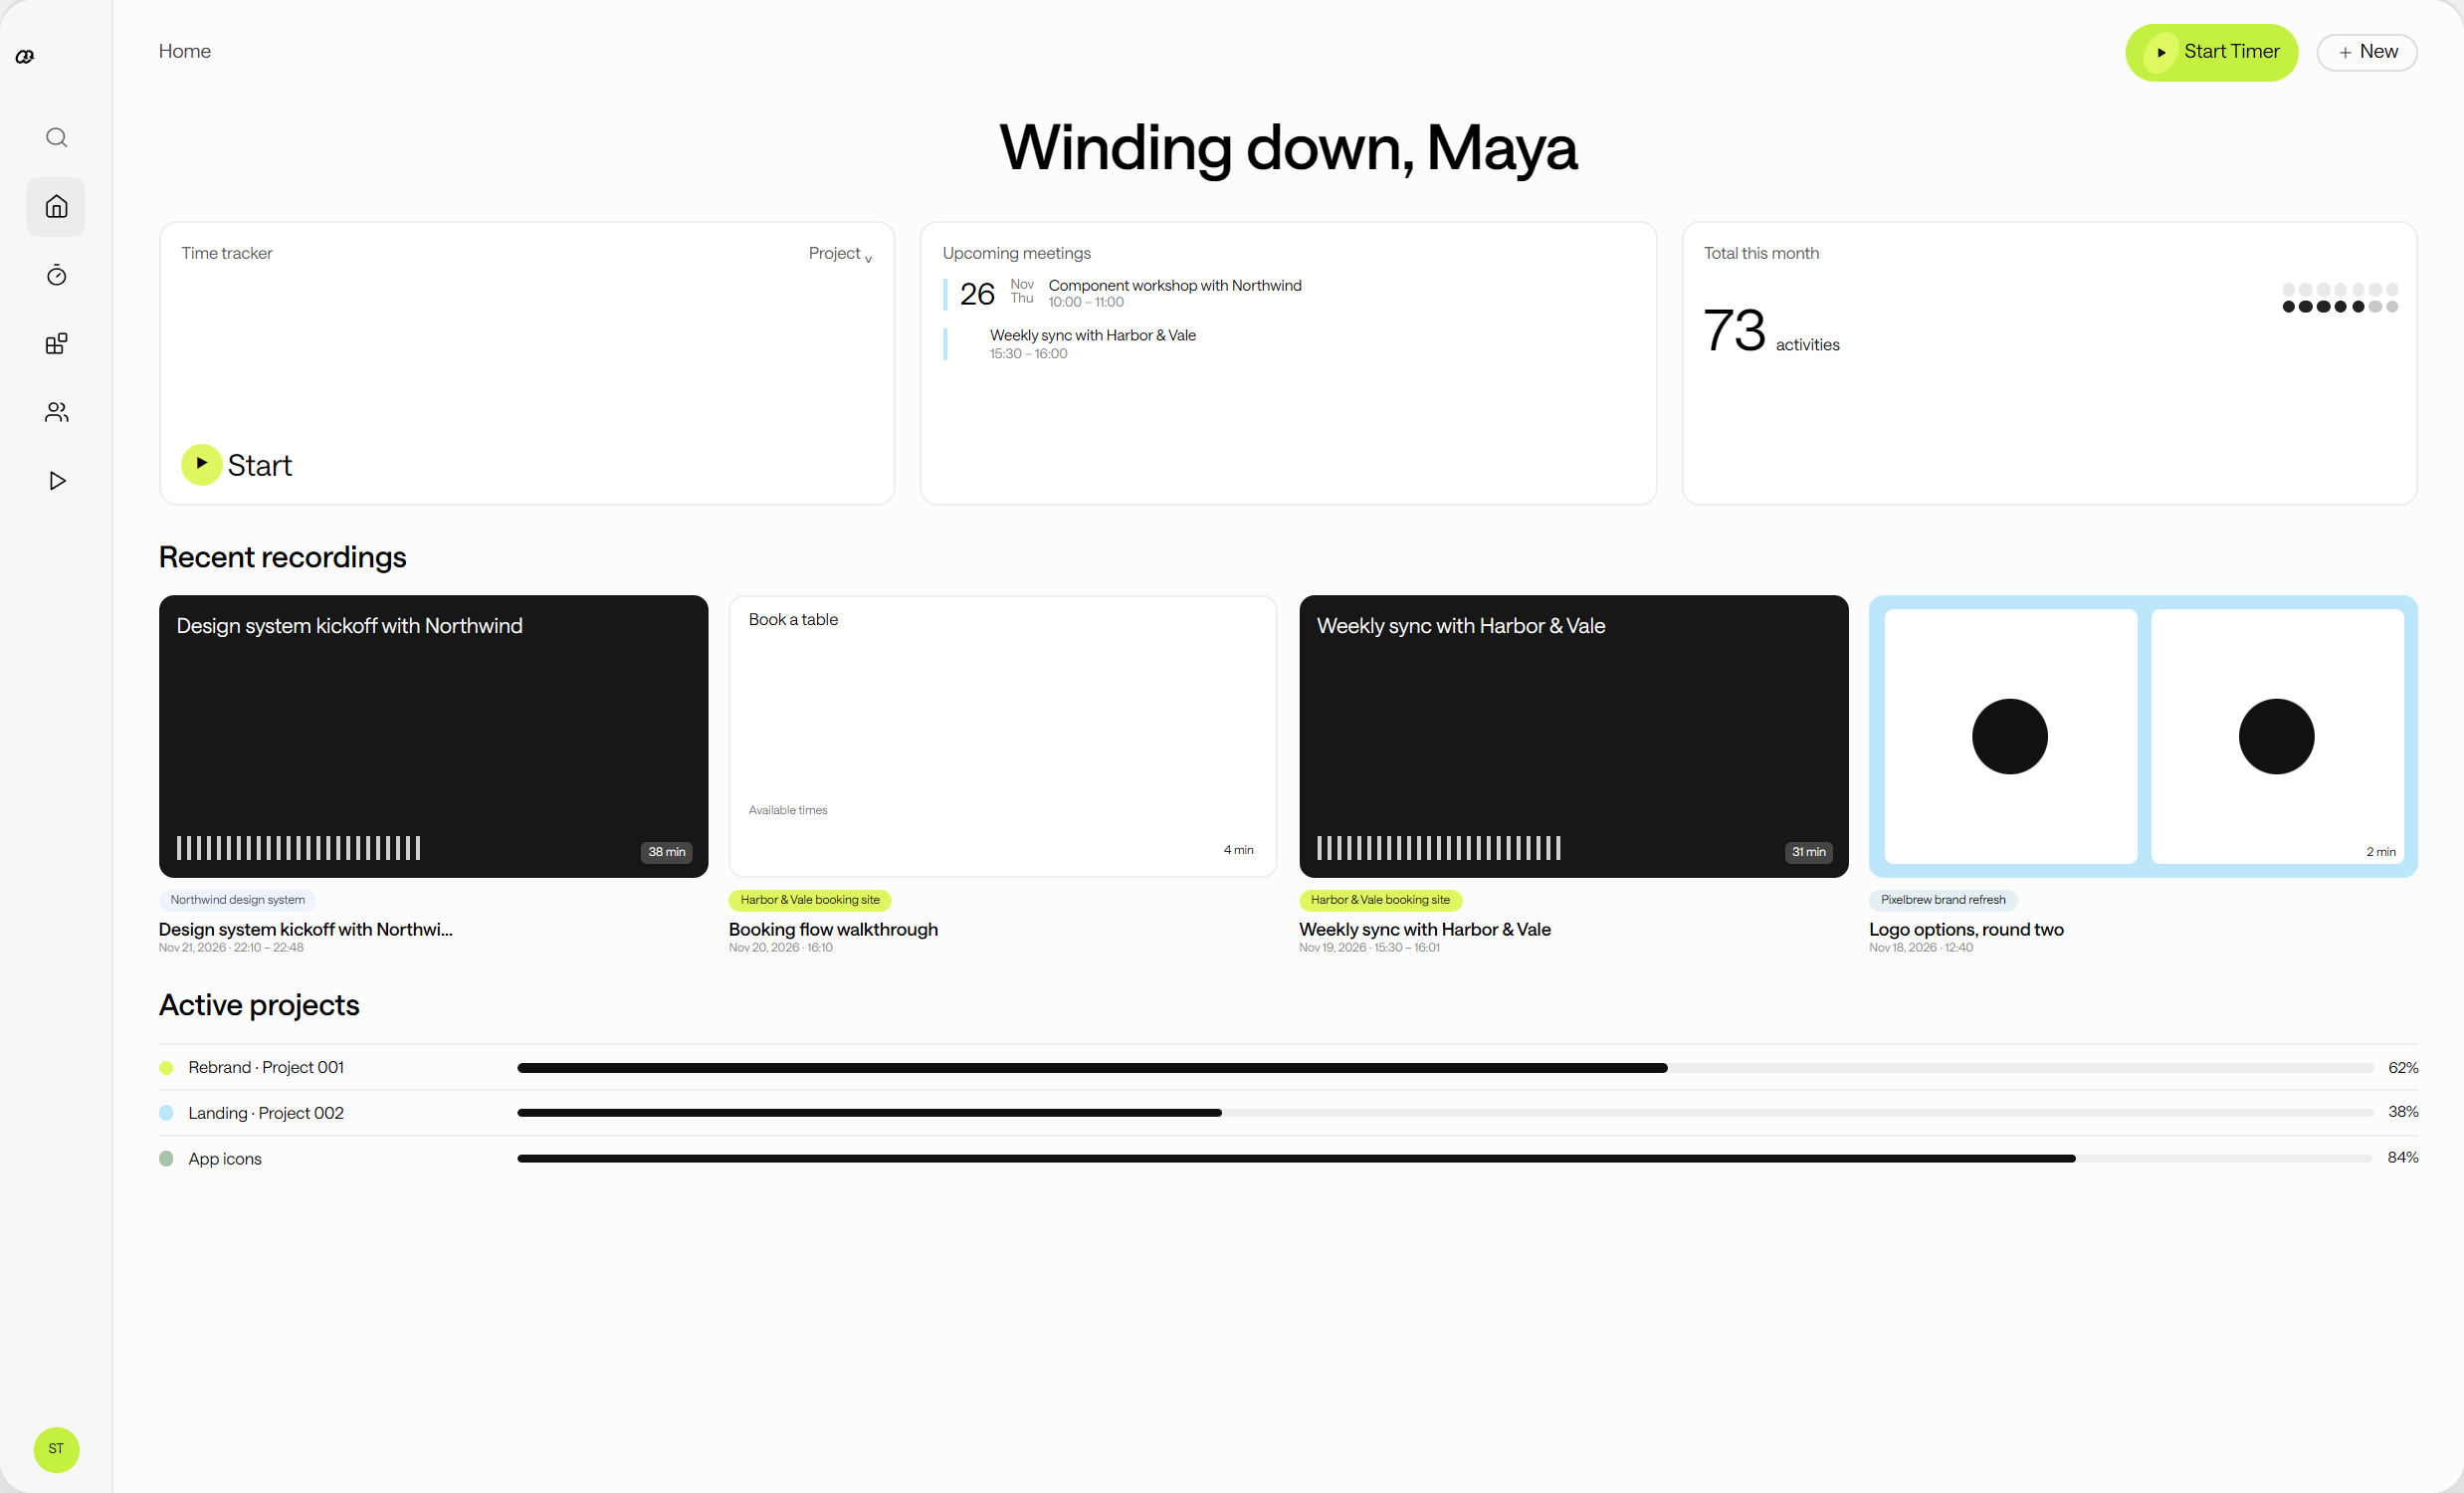 Home
Start Timer
+ New
Winding down, Maya
Time tracker
Project
Start
Upcoming meetings
26
Nov
Thu
Component workshop with Northwind
10:00 – 11:00
Weekly sync with Harbor & Vale
15:30 – 16:00
Total this month
73 activities
Recent recordings
Design system kickoff with Northwind
38 min
Northwind design system
Design system kickoff with Northwi...
Nov 21, 2026 · 22:10 – 22:48
Book a table
Available times
4 min
Harbor & Vale booking site
Booking flow walkthrough
Nov 20, 2026 · 16:10
Weekly sync with Harbor & Vale
31 min
Harbor & Vale booking site
Weekly sync with Harbor & Vale
Nov 19, 2026 · 15:30 – 16:01
2 min
Pixelbrew brand refresh
Logo options, round two
Nov 18, 2026 · 12:40
Active projects
Rebrand · Project 001
62%
Landing · Project 002
38%
App icons
84%
ST